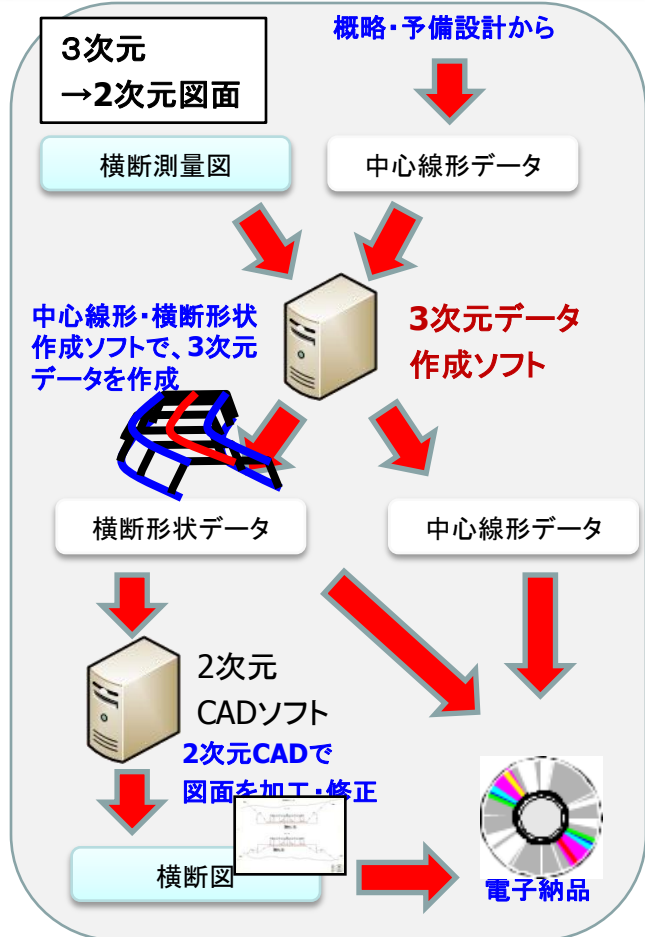 概略・予備設計から
３次元
→2次元図面
横断測量図
中心線形データ
中心線形・横断形状
作成ソフトで、3次元
データを作成
3次元データ
作成ソフト
横断形状データ
中心線形データ
2次元
CADソフト
2次元CADで
図面を加工・修正
横断図
電子納品